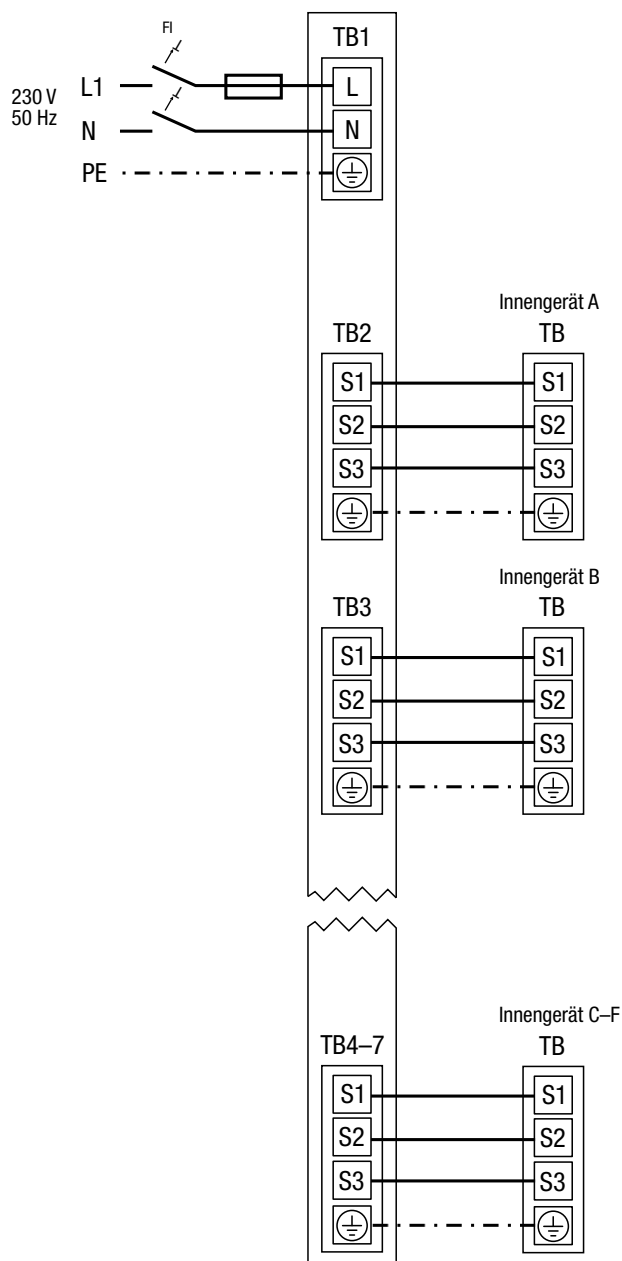 FI
TB1
230 V
50 Hz
L1
L
N
N
PE
Innengerät A
TB2
TB
S1
S1
S2
S2
S3
S3
Innengerät B
TB3
TB
S1
S1
S2
S2
S3
S3
Innengerät C–F
TB4–7
TB
S1
S1
S2
S2
S3
S3